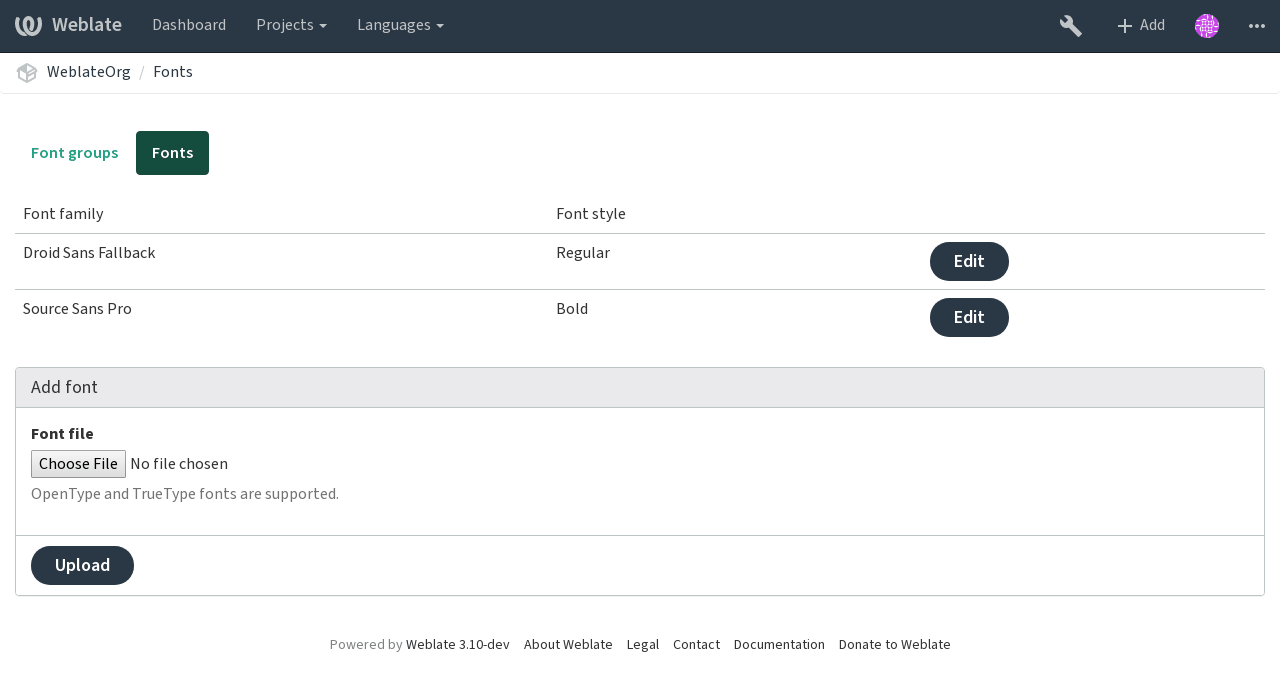 Weblate Dashboard Projects Languages Add
WeblateOrg / Fonts
Font groups Fonts
Font family Font style
Droid Sans Fallback Regular Edit
Source Sans Pro Bold Edit
Add font
Font file
Choose File No file chosen
OpenType and TrueType fonts are supported.
Upload
Powered by Weblate 3.10-dev About Weblate Legal Contact Documentation Donate to Weblate